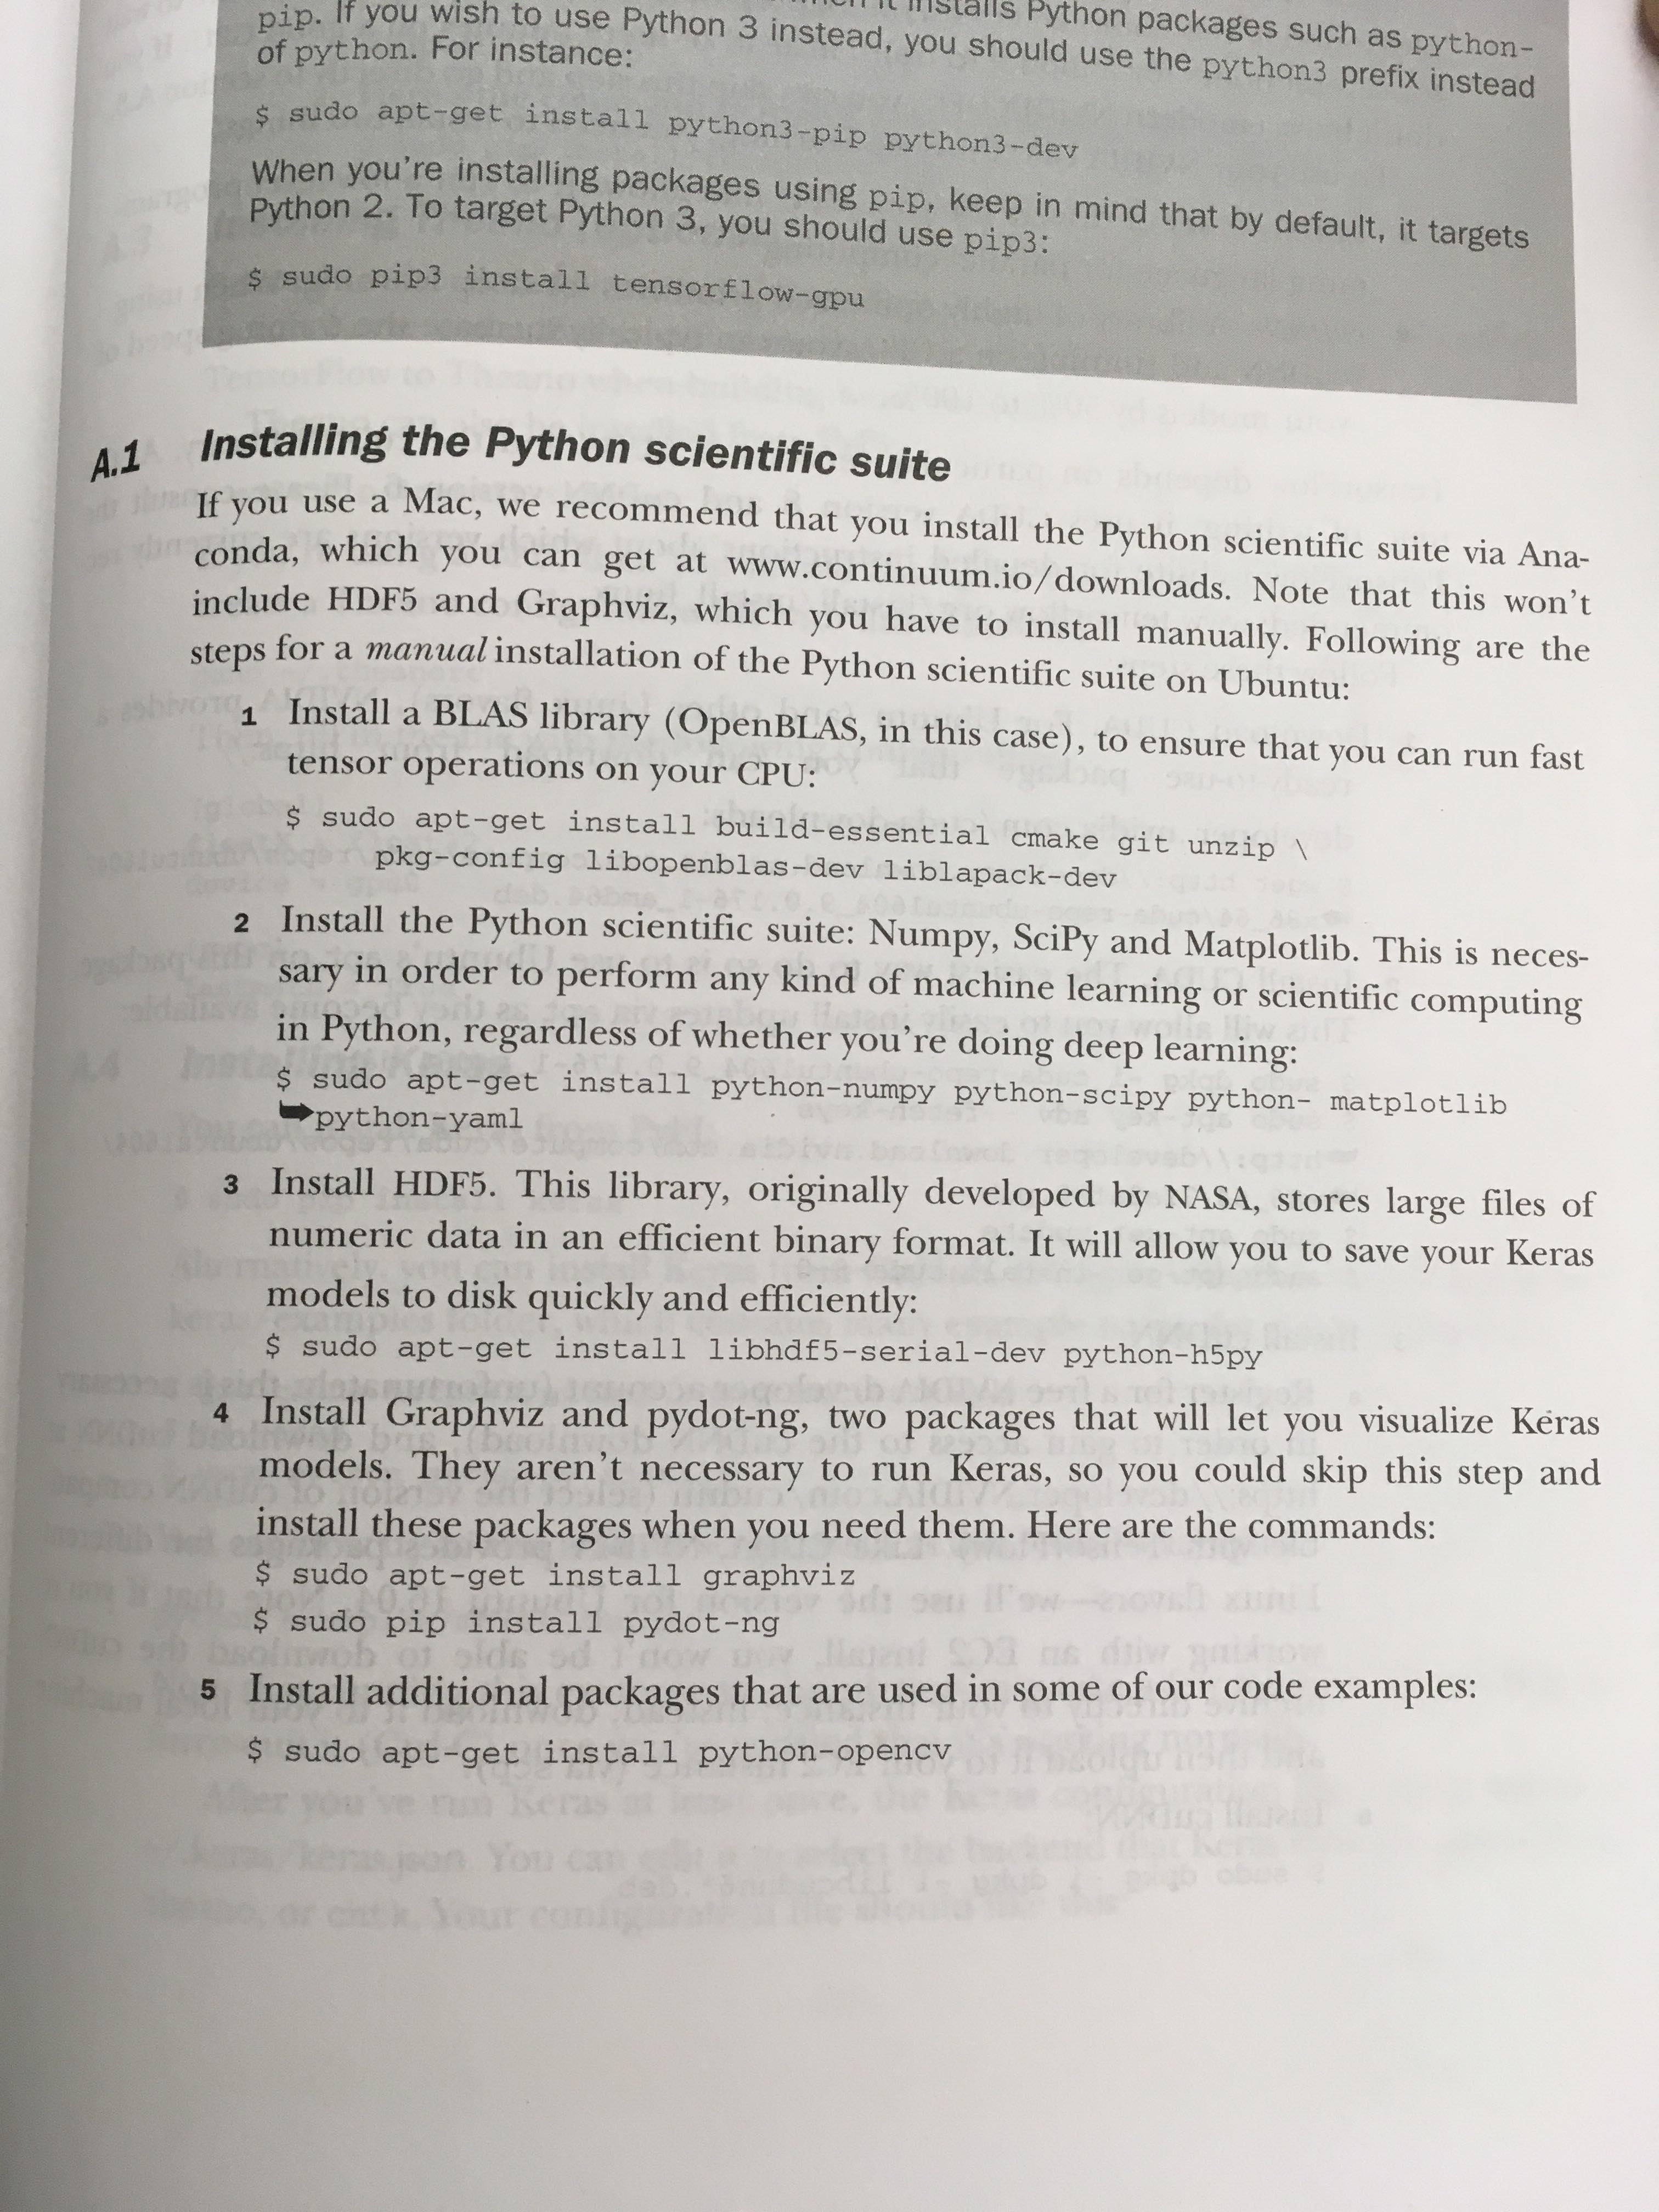 it installs Python packages such as python-
pip. If you wish to use Python 3 instead, you should use the python3 prefix instead
of python. For instance:
$ sudo apt-get install python3-pip python3-dev
When you're installing packages using pip, keep in mind that by default, it targets
Python 2. To target Python 3, you should use pip3:
$ sudo pip3 install tensorflow-gpu
A.1 Installing the Python scientific suite
If you use a Mac, we recommend that you install the Python scientific suite via Ana-
conda, which you can get at www.continuum.io/downloads. Note that this won't
include HDF5 and Graphviz, which you have to install manually. Following are the
steps for a manual installation of the Python scientific suite on Ubuntu:
1 Install a BLAS library (OpenBLAS, in this case), to ensure that you can run fast
tensor operations on your CPU:
$ sudo apt-get install build-essential cmake git unzip \
pkg-config libopenblas-dev liblapack-dev
2 Install the Python scientific suite: Numpy, SciPy and Matplotlib. This is neces-
sary in order to perform any kind of machine learning or scientific computing
in Python, regardless of whether you're doing deep learning:
$ sudo apt-get install python-numpy python-scipy python- matplotlib
➥python-yaml
3 Install HDF5. This library, originally developed by NASA, stores large files of
numeric data in an efficient binary format. It will allow you to save your Keras
models to disk quickly and efficiently:
$ sudo apt-get install libhdf5-serial-dev python-h5py
4 Install Graphviz and pydot-ng, two packages that will let you visualize Keras
models. They aren't necessary to run Keras, so you could skip this step and
install these packages when you need them. Here are the commands:
$ sudo apt-get install graphviz
$ sudo pip install pydot-ng
5 Install additional packages that are used in some of our code examples:
$ sudo apt-get install python-opencv